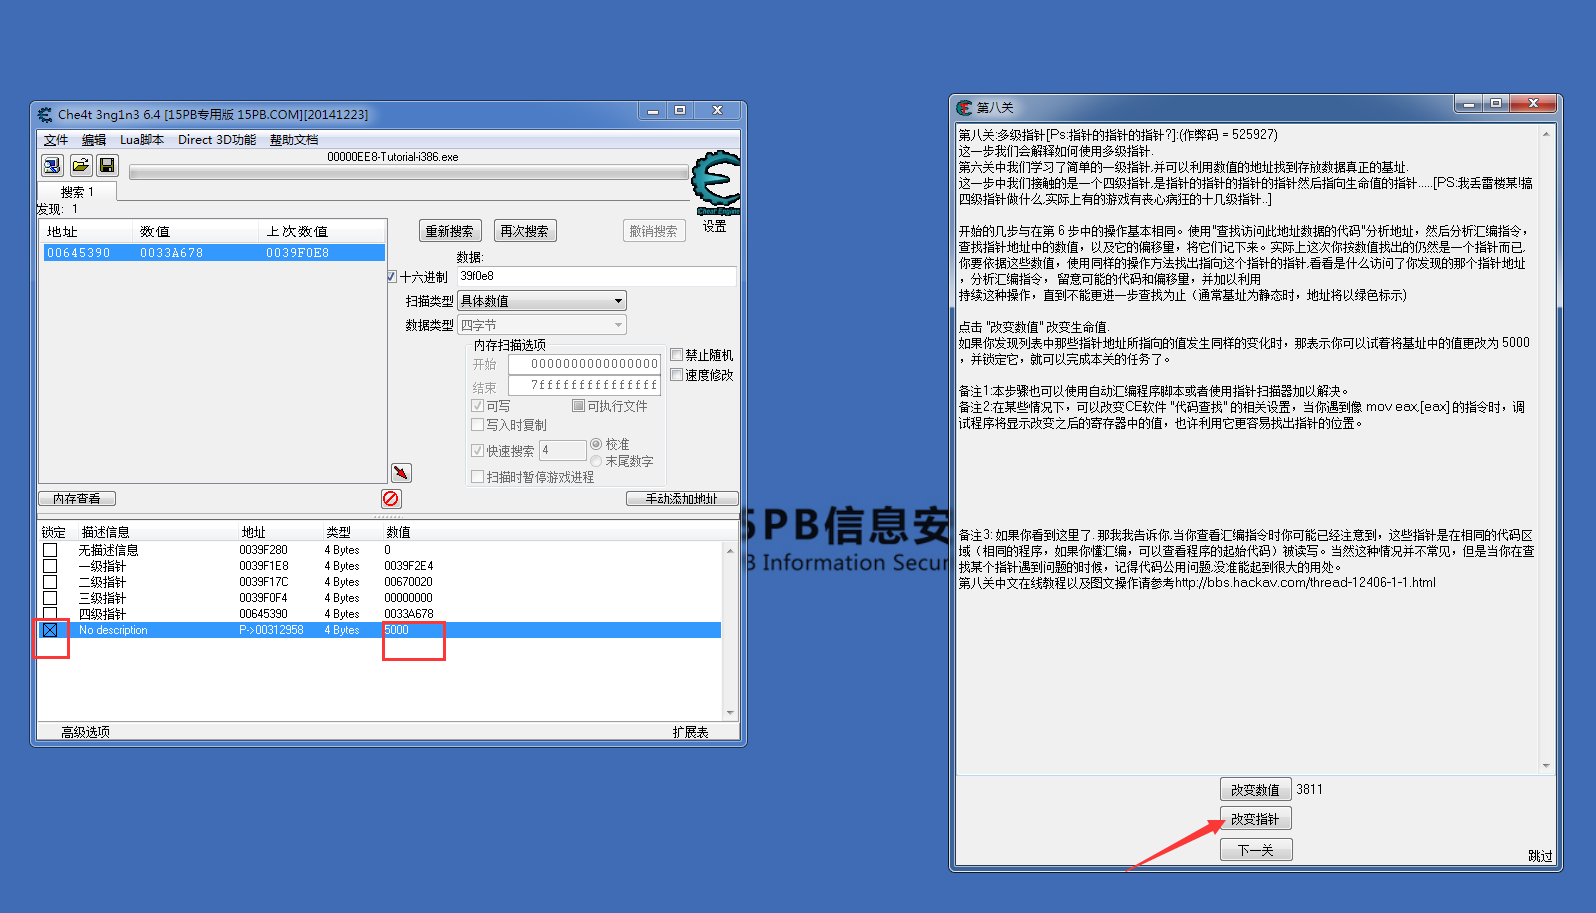 Che4t 3ng1n3 6.4 [15PB专用版 15PB.COM][20141223]
文件 编辑 Lua脚本 Direct 3D功能 帮助文档
00000EE8-Tutorial-i386.exe
搜索 1
发现: 1
地址 数值 上次数值
00645390 0033A678 0039F0E8
Cheat Engine
设置
重新搜索 再次搜索 撤销搜索
数据:
十六进制 39f0e8
扫描类型 具体数值
数据类型 四字节
内存扫描选项
开始 0000000000000000
结束 7fffffffffffffff
可写 可执行文件
写入时复制
快速搜索 4 校准
末尾数字
扫描时暂停游戏进程
禁止随机
速度修改
内存查看 手动添加地址
锁定 描述信息 地址 类型 数值
无描述信息 0039F280 4 Bytes 0
一级指针 0039F1E8 4 Bytes 0039F2E4
二级指针 0039F17C 4 Bytes 00670020
三级指针 0039F0F4 4 Bytes 00000000
四级指针 00645390 4 Bytes 0033A678
No description P->00312958 4 Bytes 5000
高级选项 扩展表
5PB信息安
B Information Secur
第八关
第八关:多级指针[Ps:指针的指针的指针?]:(作弊码 = 525927)
这一步我们会解释如何使用多级指针.
第六关中我们学习了简单的一级指针,并可以利用数值的地址找到存放数据真正的基址.
这一步中我们接触的是一个四级指针,是指针的指针的指针的指针然后指向生命值的指针.....[PS:我丢雷楼某!搞
四级指针做什么,实际上有的游戏有丧心病狂的十几级指针..]
开始的几步与在第 6 步中的操作基本相同。使用"查找访问此地址数据的代码"分析地址，然后分析汇编指令，
查找指针地址中的数值，以及它的偏移量，将它们记下来。实际上这次你按数值找出的仍然是一个指针而已,
你要依据这些数值，使用同样的操作方法找出指向这个指针的指针.看看是什么访问了你发现的那个指针地址
，分析汇编指令，留意可能的代码和偏移量，并加以利用
持续这种操作，直到不能更进一步查找为止（通常基址为静态时，地址将以绿色标示)
点击 "改变数值" 改变生命值.
如果你发现列表中那些指针地址所指向的值发生同样的变化时，那表示你可以试着将基址中的值更改为 5000
，并锁定它，就可以完成本关的任务了。
备注1:本步骤也可以使用自动汇编程序脚本或者使用指针扫描器加以解决。
备注2:在某些情况下，可以改变CE软件 "代码查找" 的相关设置，当你遇到像 mov eax,[eax] 的指令时，调
试程序将显示改变之后的寄存器中的值，也许利用它更容易找出指针的位置。
备注3: 如果你看到这里了. 那我我告诉你,当你查看汇编指令时你可能已经注意到，这些指针是在相同的代码区
域（相同的程序，如果你懂汇编，可以查看程序的起始代码）被读写。当然这种情况并不常见，但是当你在查
找某个指针遇到问题的时候，记得代码公用问题.没准能起到很大的用处。
第八关中文在线教程以及图文操作请参考http://bbs.hackav.com/thread-12406-1-1.html
改变数值 3811
改变指针
下一关
跳过